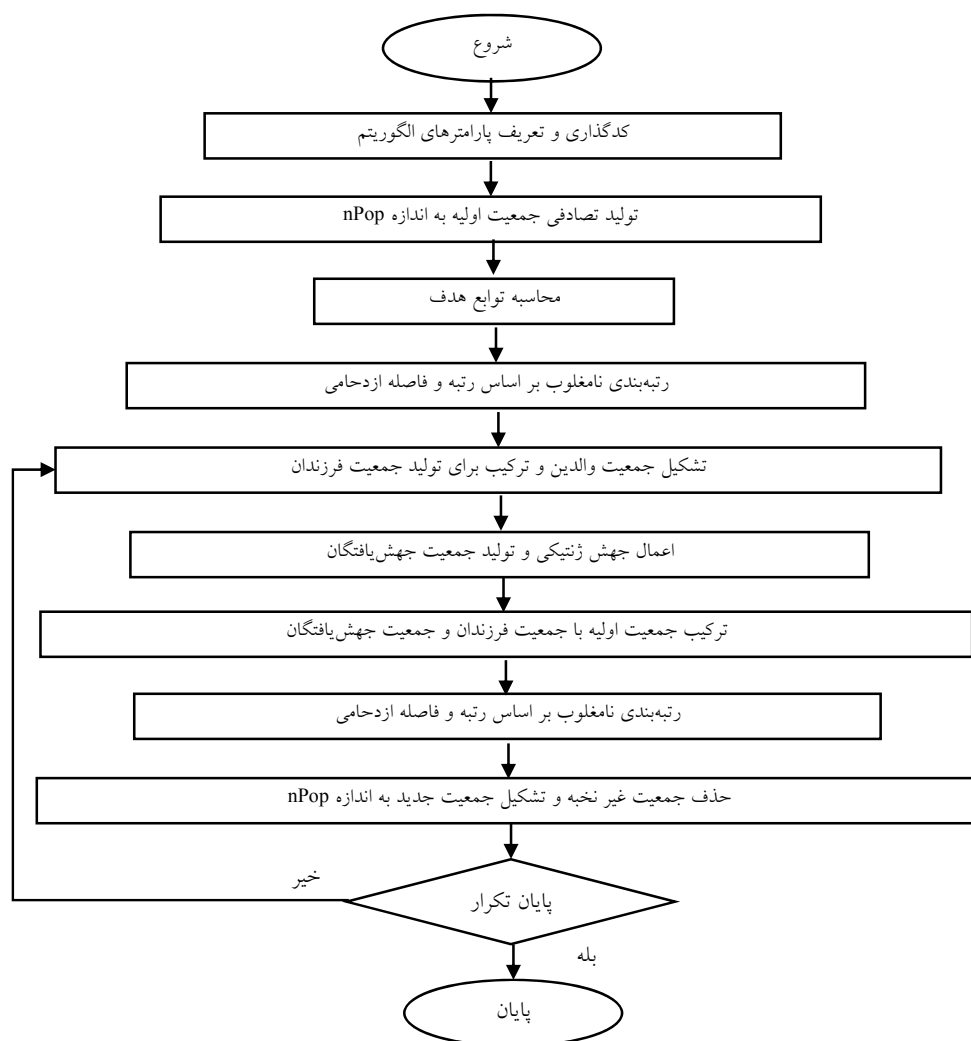 شروع
کدگذاری و تعریف پارامترهای الگوریتم
تولید تصادفی جمعیت اولیه به اندازه nPop
محاسبه توابع هدف
رتبه‌بندی نامغلوب بر اساس رتبه و فاصله ازدحامی
تشکیل جمعیت والدین و ترکیب برای تولید جمعیت فرزندان
اعمال جهش ژنتیکی و تولید جمعیت جهش‌یافتگان
ترکیب جمعیت اولیه با جمعیت فرزندان و جمعیت جهش‌یافتگان
رتبه‌بندی نامغلوب بر اساس رتبه و فاصله ازدحامی
حذف جمعیت غیر نخبه و تشکیل جمعیت جدید به اندازه nPop
خیر
پایان تکرار
بله
پایان